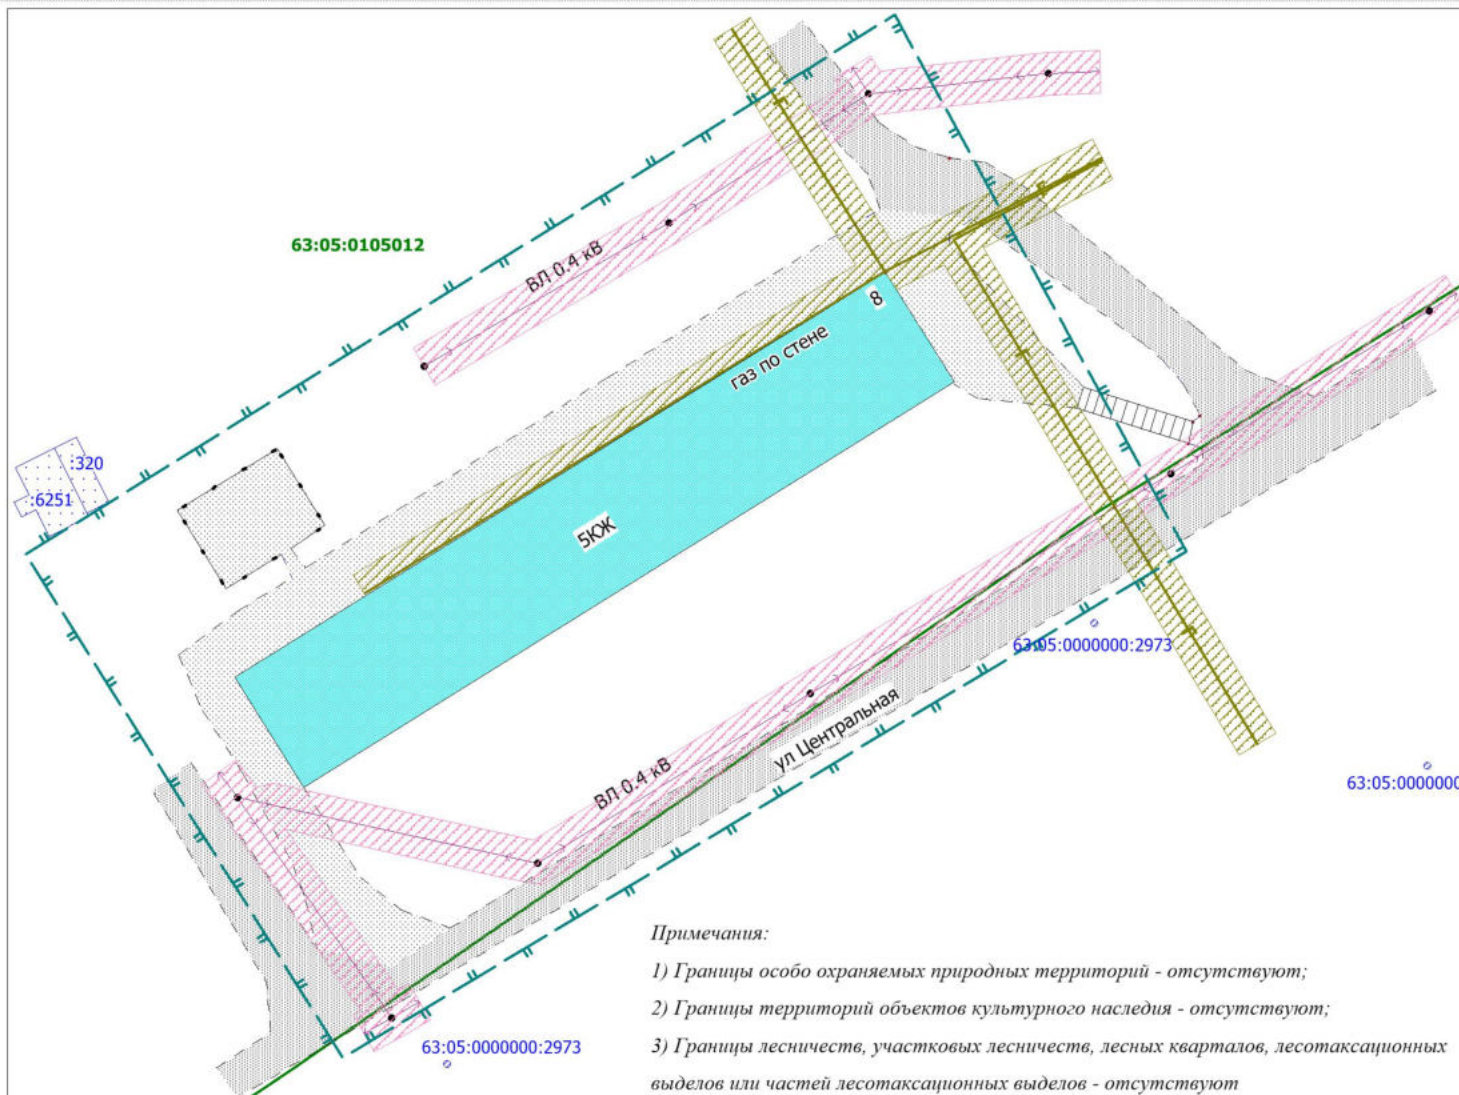 63:05:0105012
ВЛ 0.4 кВ
8
газ по стене
:320
:6251
5КЖ
63:05:0000000:2973
ул Центральная
63:05:0000000
ВЛ 0.4 кВ
Примечания:
1) Границы особо охраняемых природных территорий - отсутствуют;
2) Границы территорий объектов культурного наследия - отсутствуют;
63:05:0000000:2973
3) Границы лесничеств, участковых лесничеств, лесных кварталов, лесотаксационных
выделов или частей лесотаксационных выделов - отсутствуют